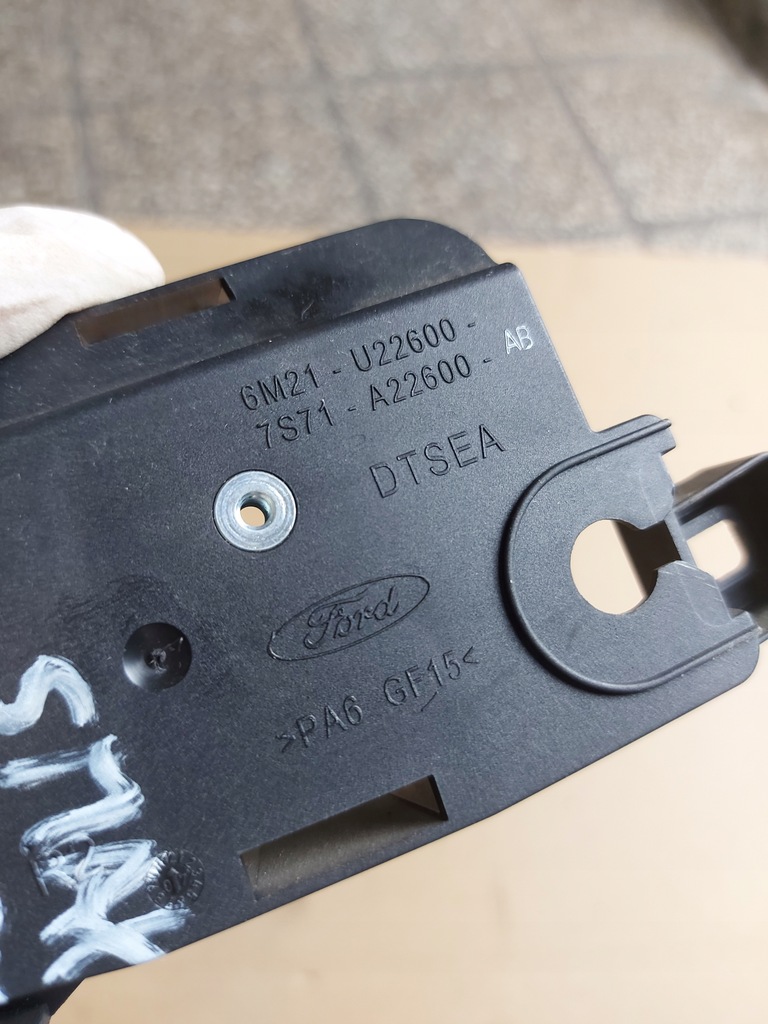 6M21 - U22600 -
7S71 - A22600 - AB
DTSEA
Ford
>PA6 GF15<